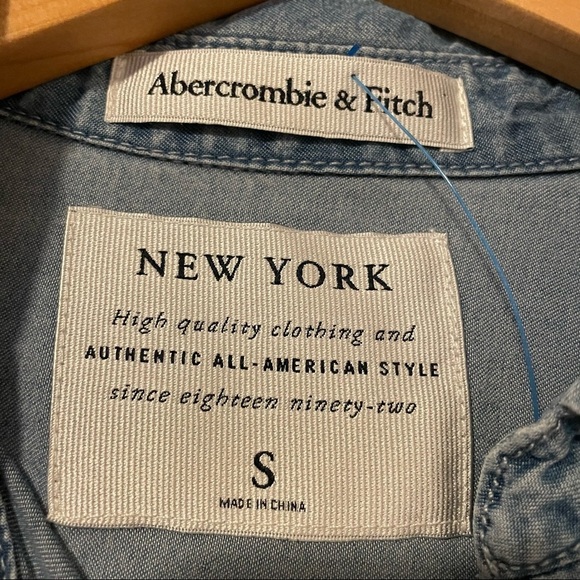 Abercrombie & Fitch
NEW YORK
High quality clothing and
AUTHENTIC ALL-AMERICAN STYLE
since eighteen ninety-two
S
MADE IN CHINA